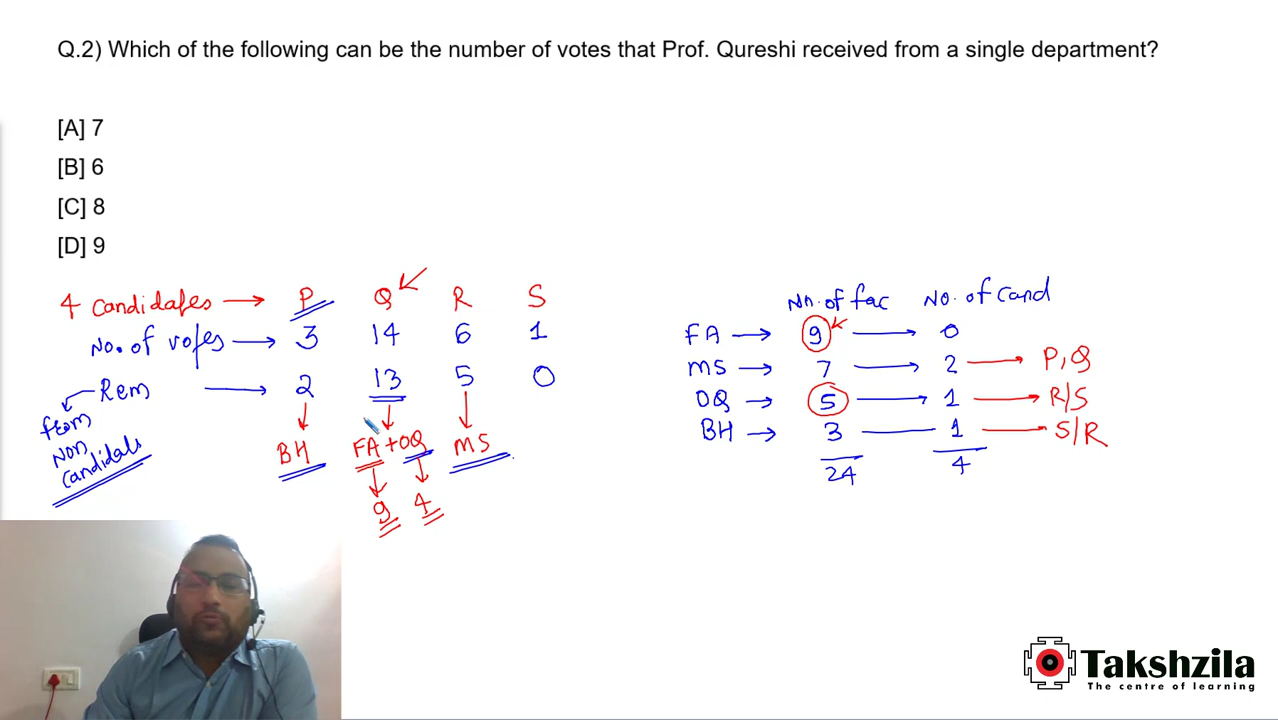 Q.2) Which of the following can be the number of votes that Prof. Qureshi received from a single department?
[A] 7
[B] 6
[C] 8
[D] 9
4 candidates → P Q R S
No. of votes → 3 14 6 1
Rem → 2 13 5 0
from
Non
candidates
BH FA+OQ MS
9 4
No. of fac No. of cand
FA → 9 → 0
MS → 7 → 2 → P, Q
OQ → 5 → 1 → R/S
BH → 3 — 1 → S/R
24 4
Takshzila
The centre of learning